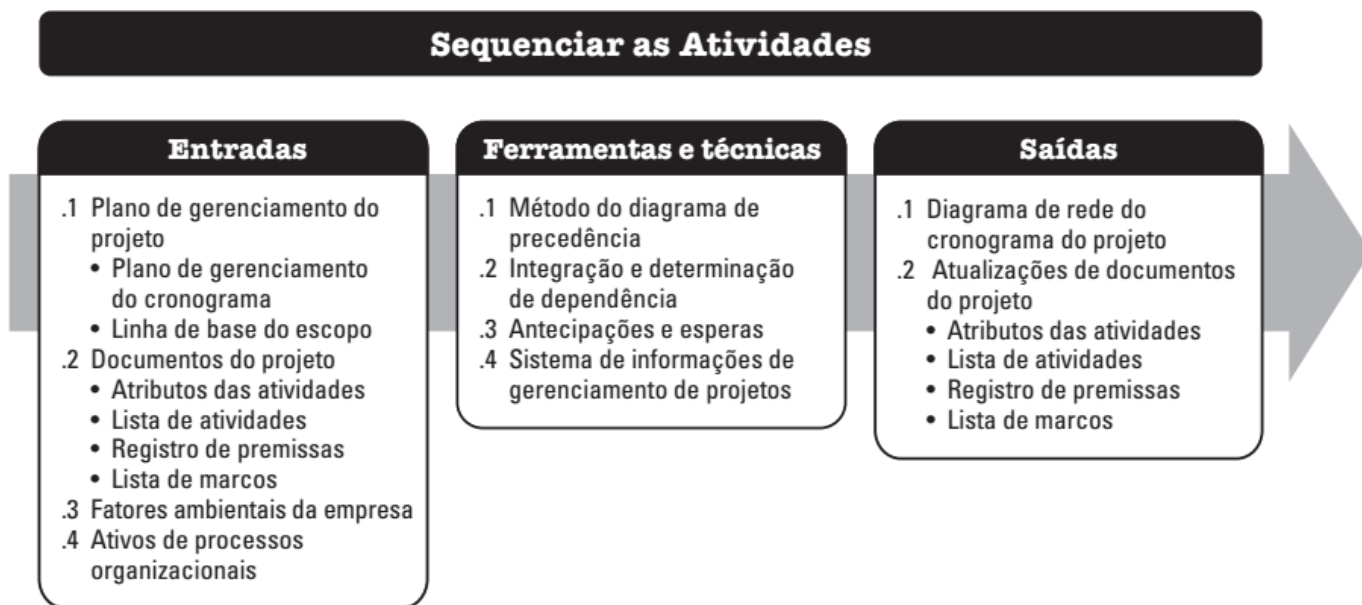 Sequenciar as Atividades
Entradas
.1 Plano de gerenciamento do
projeto
• Plano de gerenciamento
do cronograma
• Linha de base do escopo
.2 Documentos do projeto
• Atributos das atividades
• Lista de atividades
• Registro de premissas
• Lista de marcos
.3 Fatores ambientais da empresa
.4 Ativos de processos
organizacionais
Ferramentas e técnicas
.1 Método do diagrama de
precedência
.2 Integração e determinação
de dependência
.3 Antecipações e esperas
.4 Sistema de informações de
gerenciamento de projetos
Saídas
.1 Diagrama de rede do
cronograma do projeto
.2 Atualizações de documentos
do projeto
• Atributos das atividades
• Lista de atividades
• Registro de premissas
• Lista de marcos